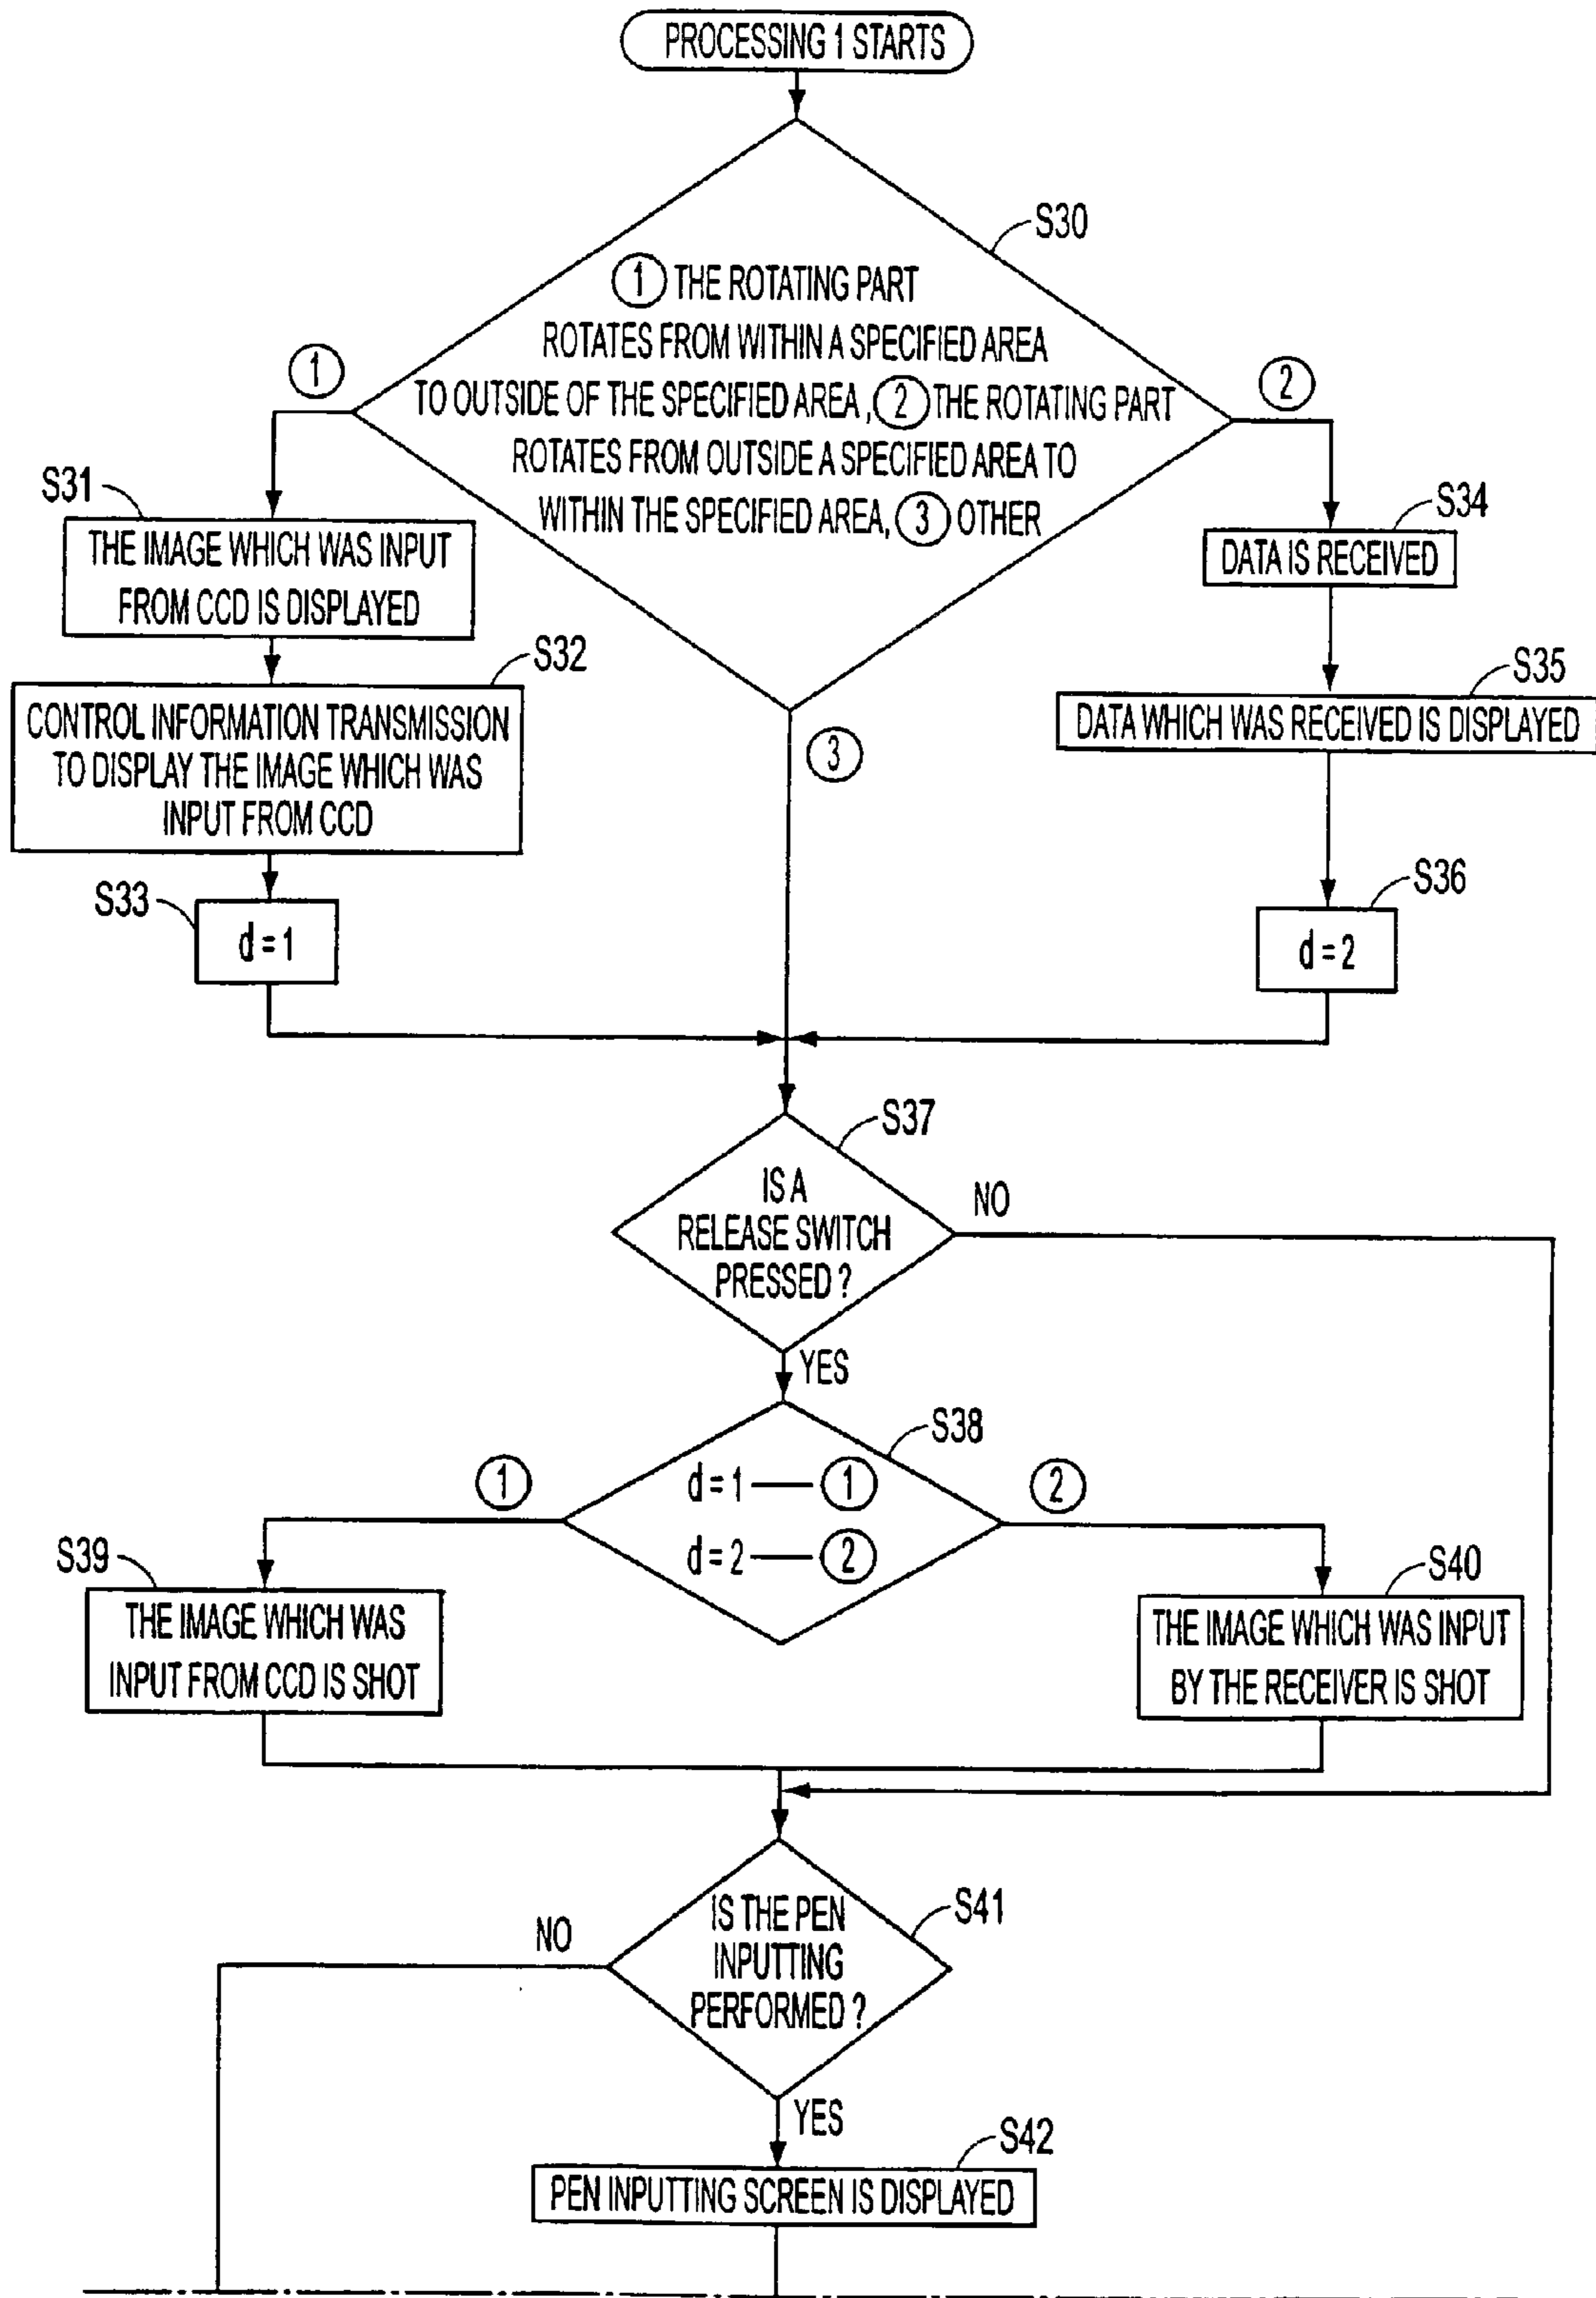 PROCESSING 1 STARTS
S30
① THE ROTATING PART
ROTATES FROM WITHIN A SPECIFIED AREA
TO OUTSIDE OF THE SPECIFIED AREA, ② THE ROTATING PART
ROTATES FROM OUTSIDE A SPECIFIED AREA TO
WITHIN THE SPECIFIED AREA, ③ OTHER
①
②
③
S31
THE IMAGE WHICH WAS INPUT
FROM CCD IS DISPLAYED
S32
CONTROL INFORMATION TRANSMISSION
TO DISPLAY THE IMAGE WHICH WAS
INPUT FROM CCD
S33
d = 1
S34
DATA IS RECEIVED
S35
DATA WHICH WAS RECEIVED IS DISPLAYED
S36
d = 2
S37
IS A
RELEASE SWITCH
PRESSED ?
NO
YES
S38
d = 1 — ①
d = 2 — ②
①
②
S39
THE IMAGE WHICH WAS
INPUT FROM CCD IS SHOT
S40
THE IMAGE WHICH WAS INPUT
BY THE RECEIVER IS SHOT
S41
IS THE PEN
INPUTTING
PERFORMED ?
NO
YES
S42
PEN INPUTTING SCREEN IS DISPLAYED